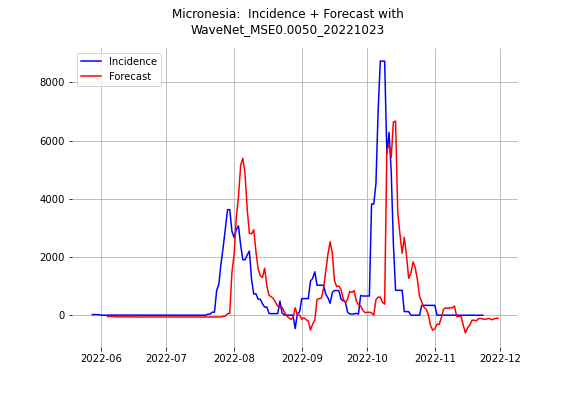 Micronesia:  Incidence + Forecast with
WaveNet_MSE0.0050_20221023
Incidence
Forecast
8000
6000
4000
2000
0
2022-06 2022-07 2022-08 2022-09 2022-10 2022-11 2022-12